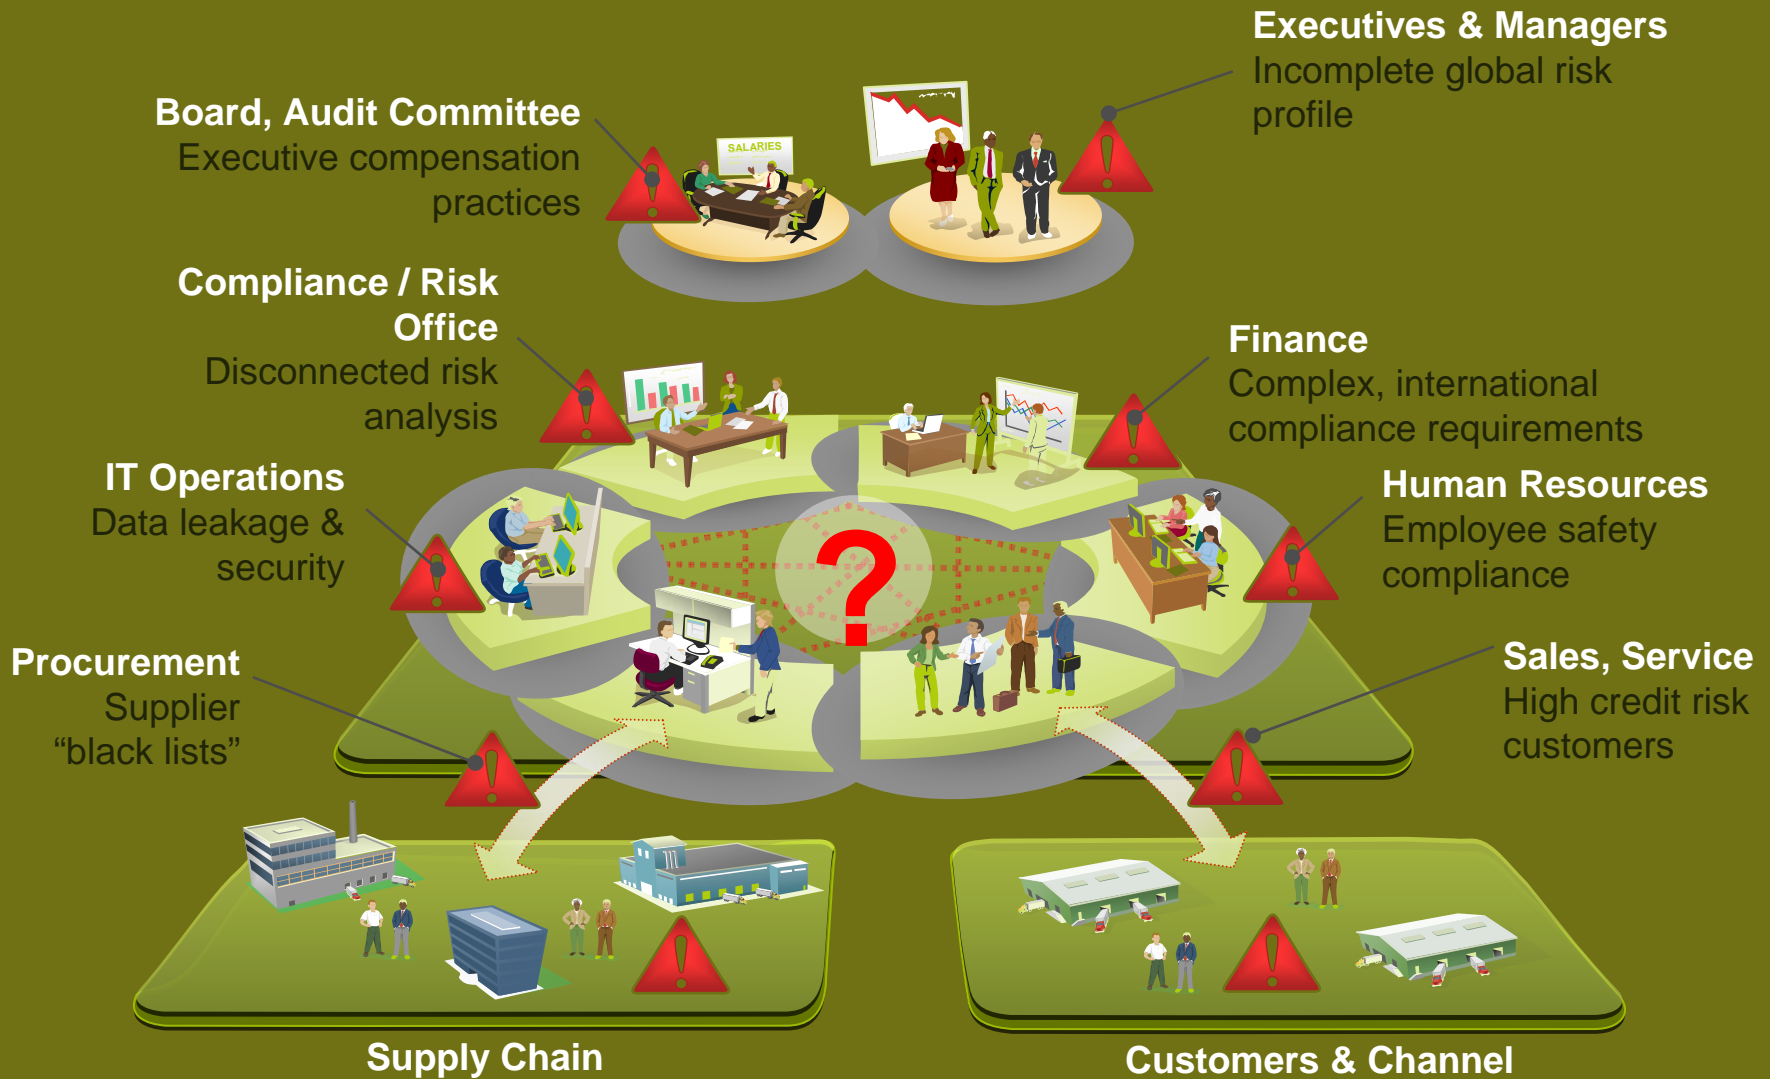 Executives & Managers
Incomplete global risk
profile
Board, Audit Committee
Executive compensation
practices
SALARIES
Compliance / Risk
Office
Disconnected risk
analysis
Finance
Complex, international
compliance requirements
IT Operations
Data leakage &
security
Human Resources
Employee safety
compliance
?
Procurement
Supplier
“black lists”
Sales, Service
High credit risk
customers
Supply Chain
Customers & Channel